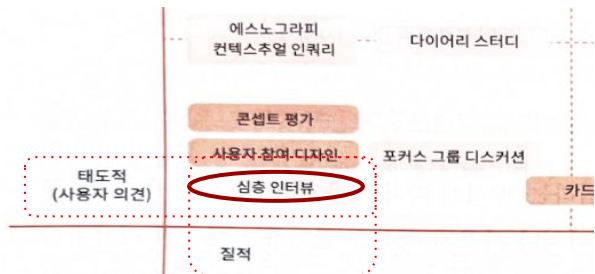 에스노그라피
컨텍스추얼 인쿼리
다이어리 스터디
콘셉트 평가
사용자 참여 디자인
포커스 그룹 디스커션
태도적
(사용자 의견)
심층 인터뷰
카드
질적